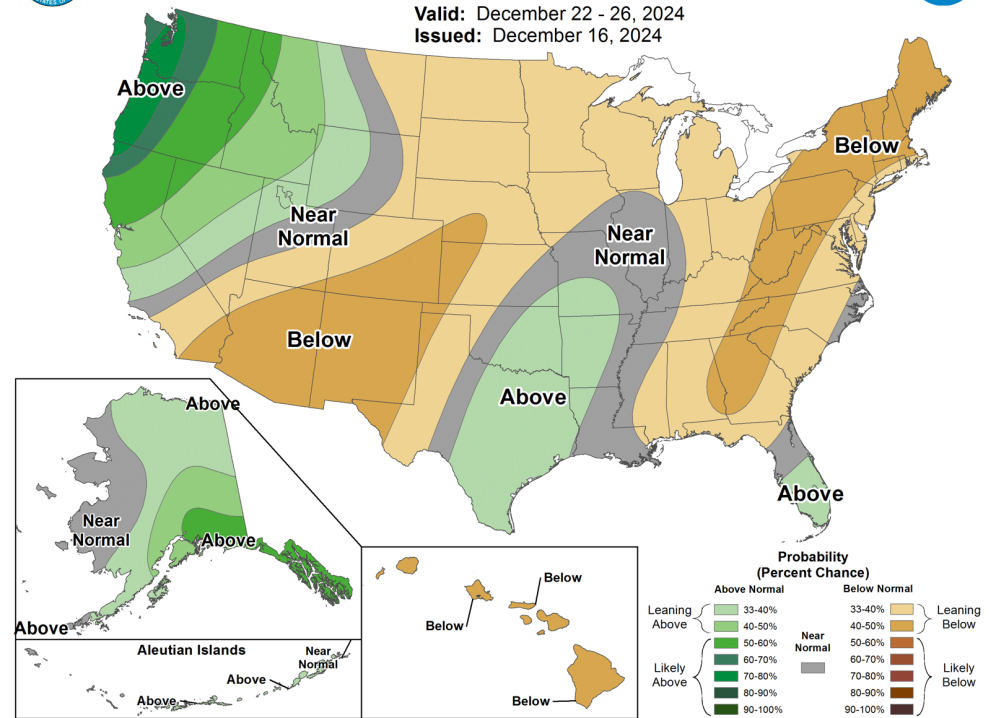 Valid: December 22 - 26, 2024
Issued: December 16, 2024
Above
Below
Near
Normal
Near
Normal
Below
Above
Above
Above
Near
Normal
Above
Above
Aleutian Islands
Near
Normal
Above
Above
Below
Below
Below
Probability
(Percent Chance)
Above Normal
Below Normal
Leaning
Above
33-40%
40-50%
Likely
Above
50-60%
60-70%
70-80%
80-90%
90-100%
Near
Normal
33-40%
40-50%
Leaning
Below
50-60%
60-70%
70-80%
80-90%
90-100%
Likely
Below